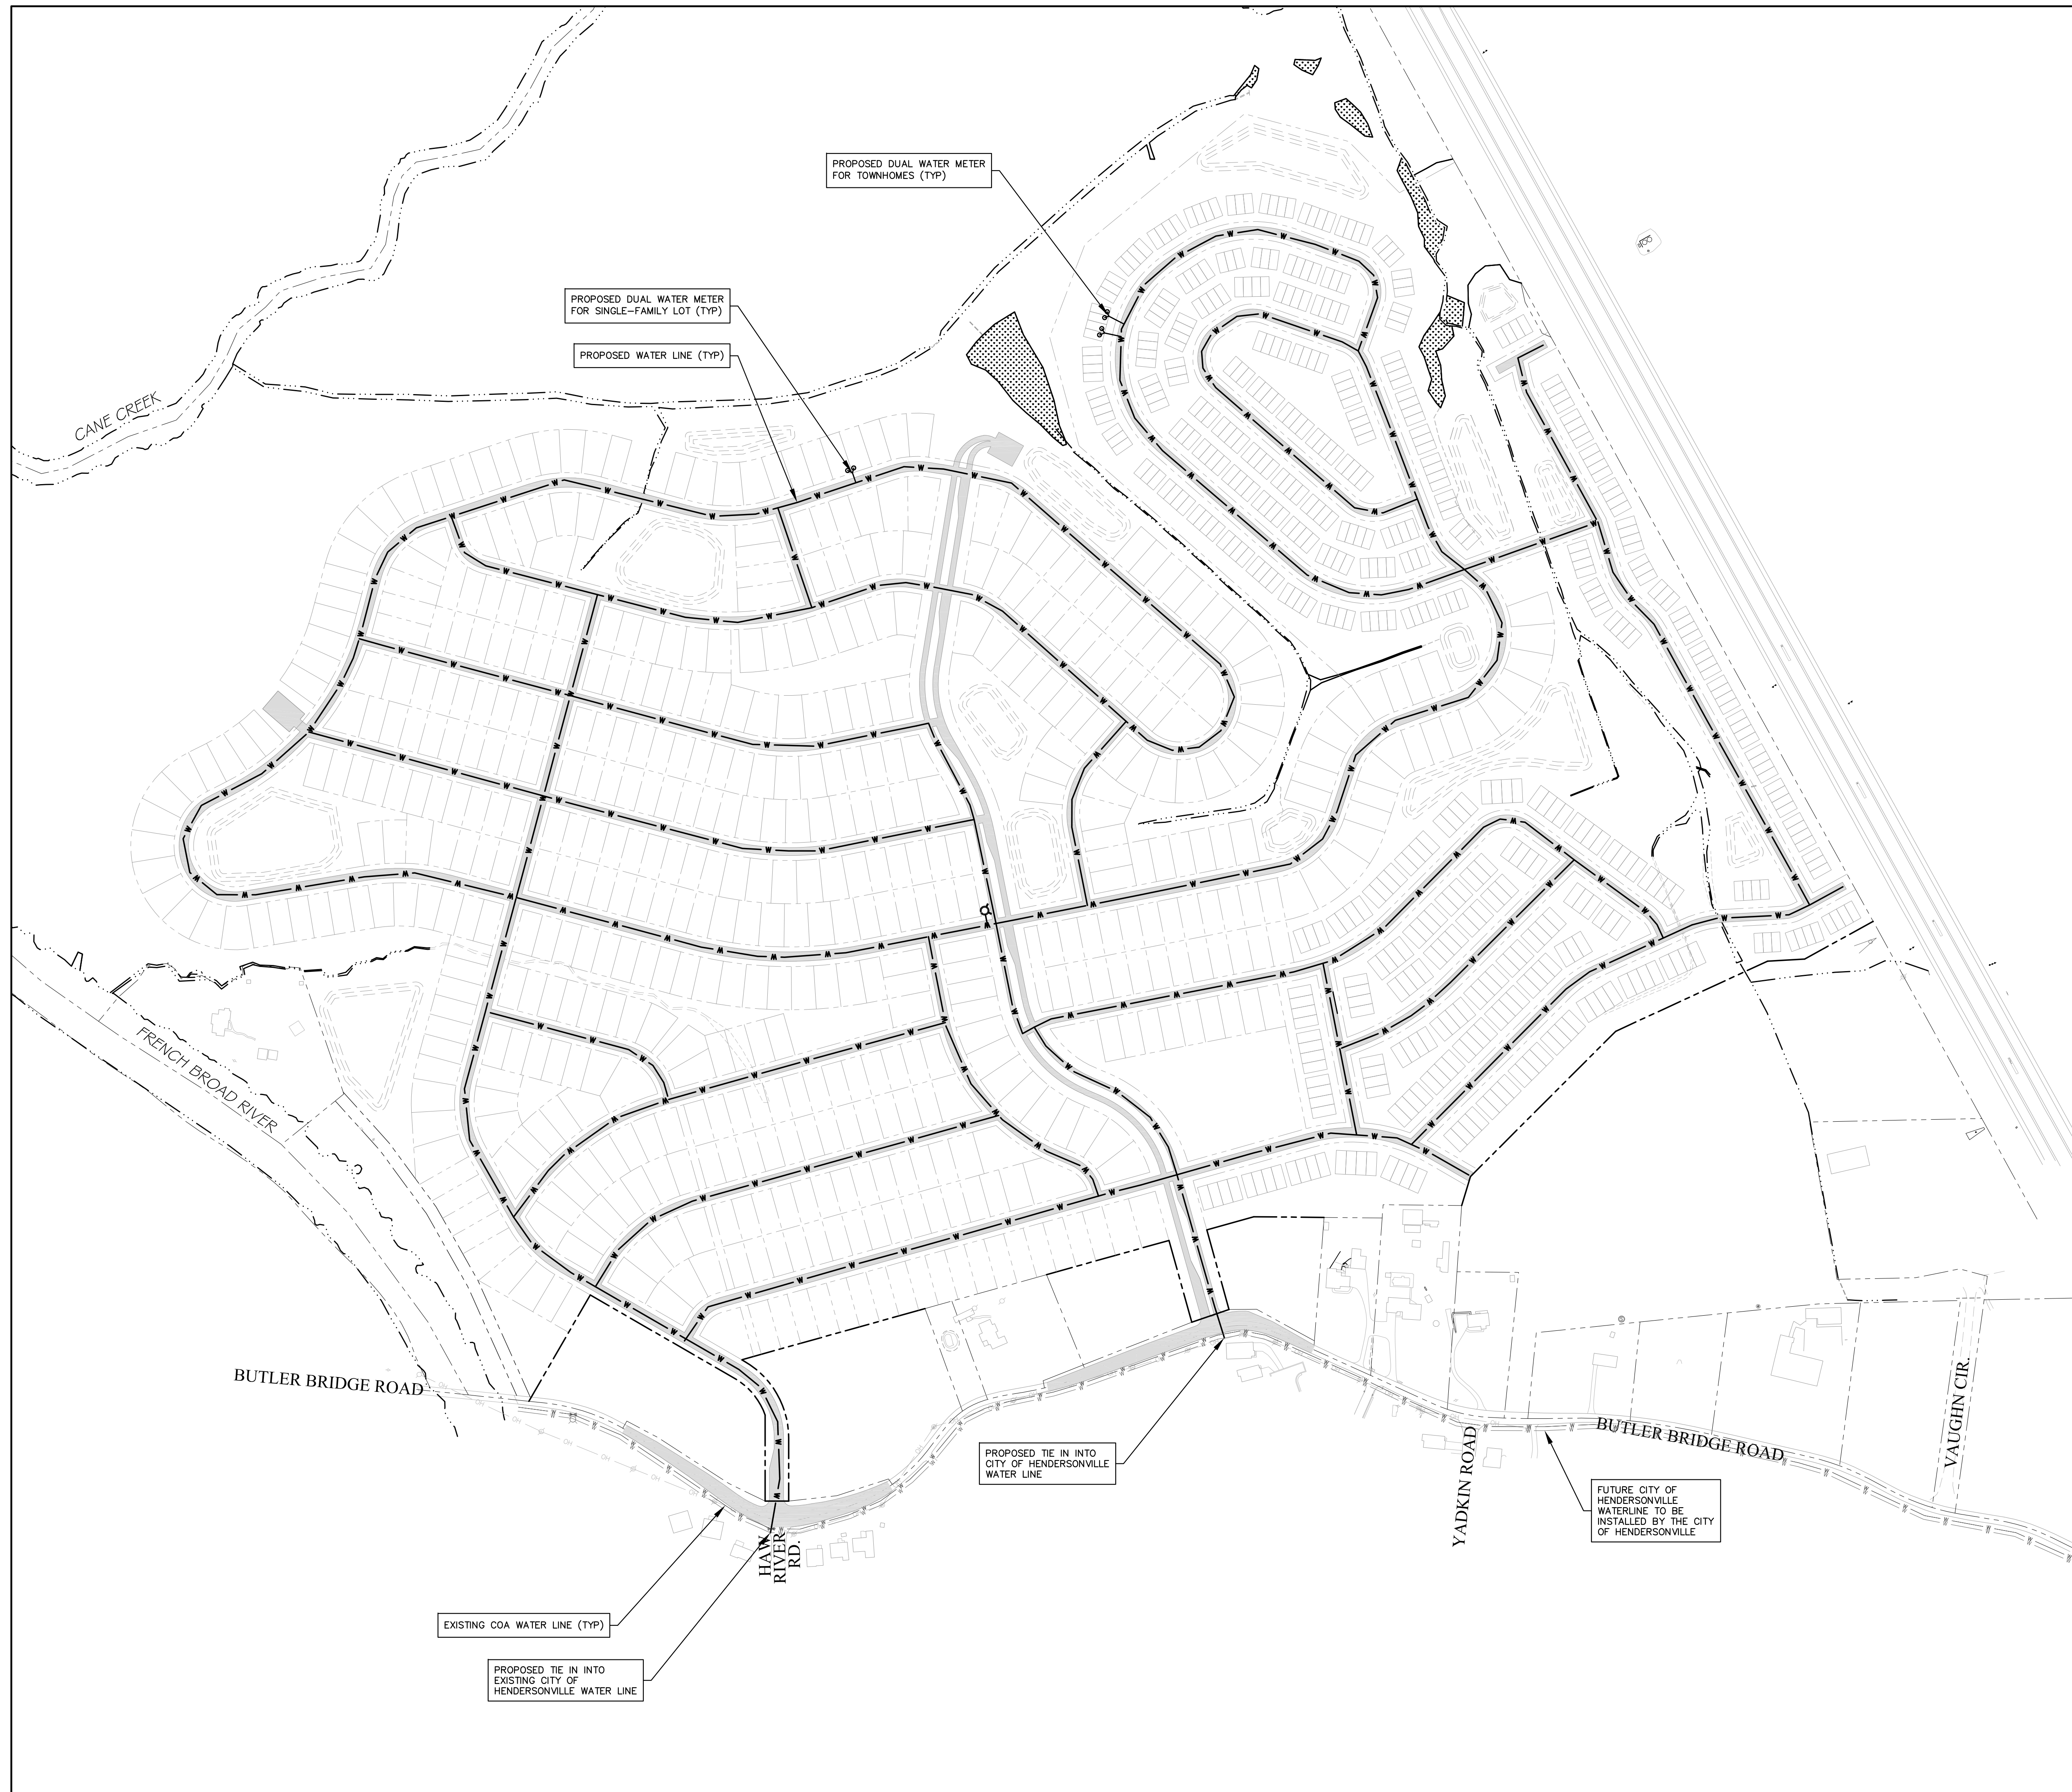 PROPOSED DUAL WATER METER
FOR TOWNHOMES (TYP)
PROPOSED DUAL WATER METER
FOR SINGLE-FAMILY LOT (TYP)
PROPOSED WATER LINE (TYP)
CANE CREEK
FRENCH BROAD RIVER
BUTLER BRIDGE ROAD
PROPOSED TIE IN INTO
CITY OF HENDERSONVILLE
WATER LINE
BUTLER BRIDGE ROAD
YADKIN ROAD
VAUGHN CIR.
FUTURE CITY OF
HENDERSONVILLE
WATERLINE TO BE
INSTALLED BY THE CITY
OF HENDERSONVILLE
HAW
RIVER
RD.
EXISTING COA WATER LINE (TYP)
PROPOSED TIE IN INTO
EXISTING CITY OF
HENDERSONVILLE WATER LINE